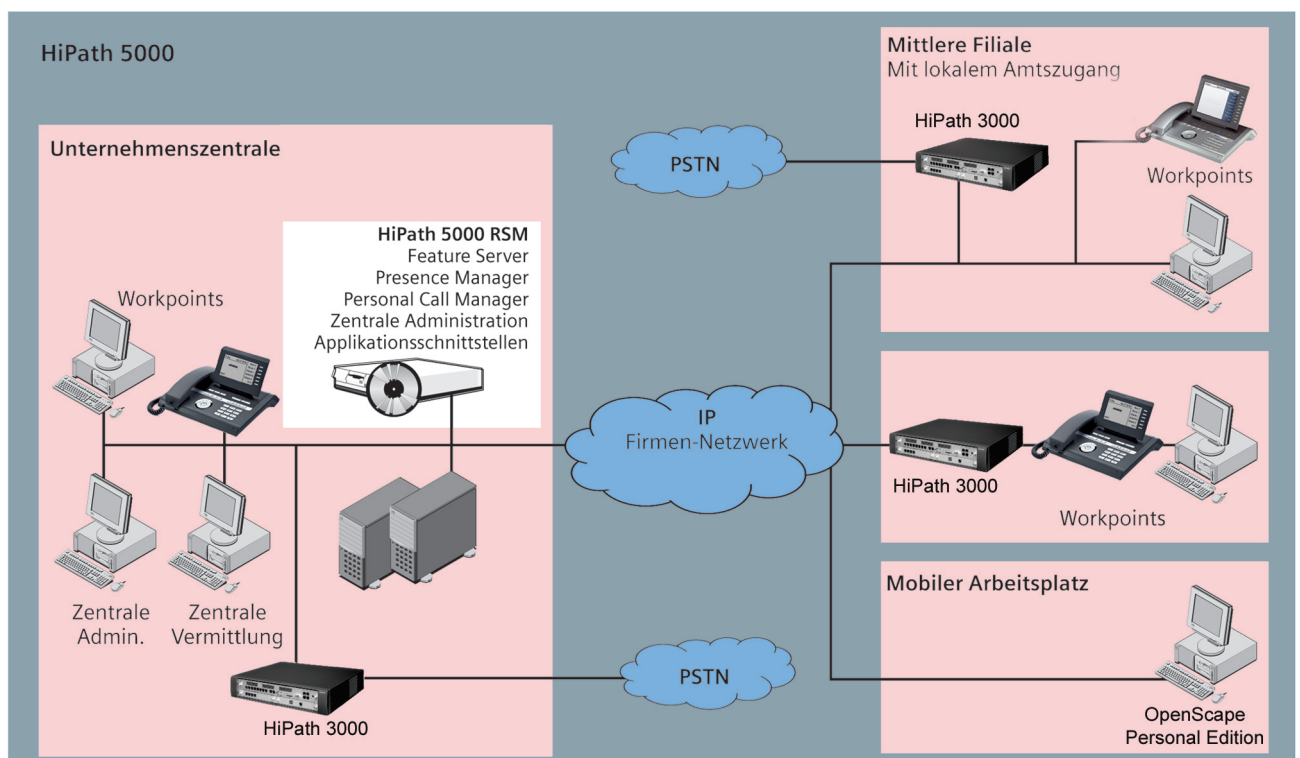 HiPath 5000
Unternehmenszentrale
HiPath 5000 RSM
Feature Server
Presence Manager
Personal Call Manager
Zentrale Administration
Applikationsschnittstellen
Workpoints
Zentrale
Admin.
Zentrale
Vermittlung
HiPath 3000
PSTN
IP
Firmen-Netzwerk
PSTN
Mittlere Filiale
Mit lokalem Amtszugang
HiPath 3000
Workpoints
HiPath 3000
Workpoints
Mobiler Arbeitsplatz
OpenScape
Personal Edition